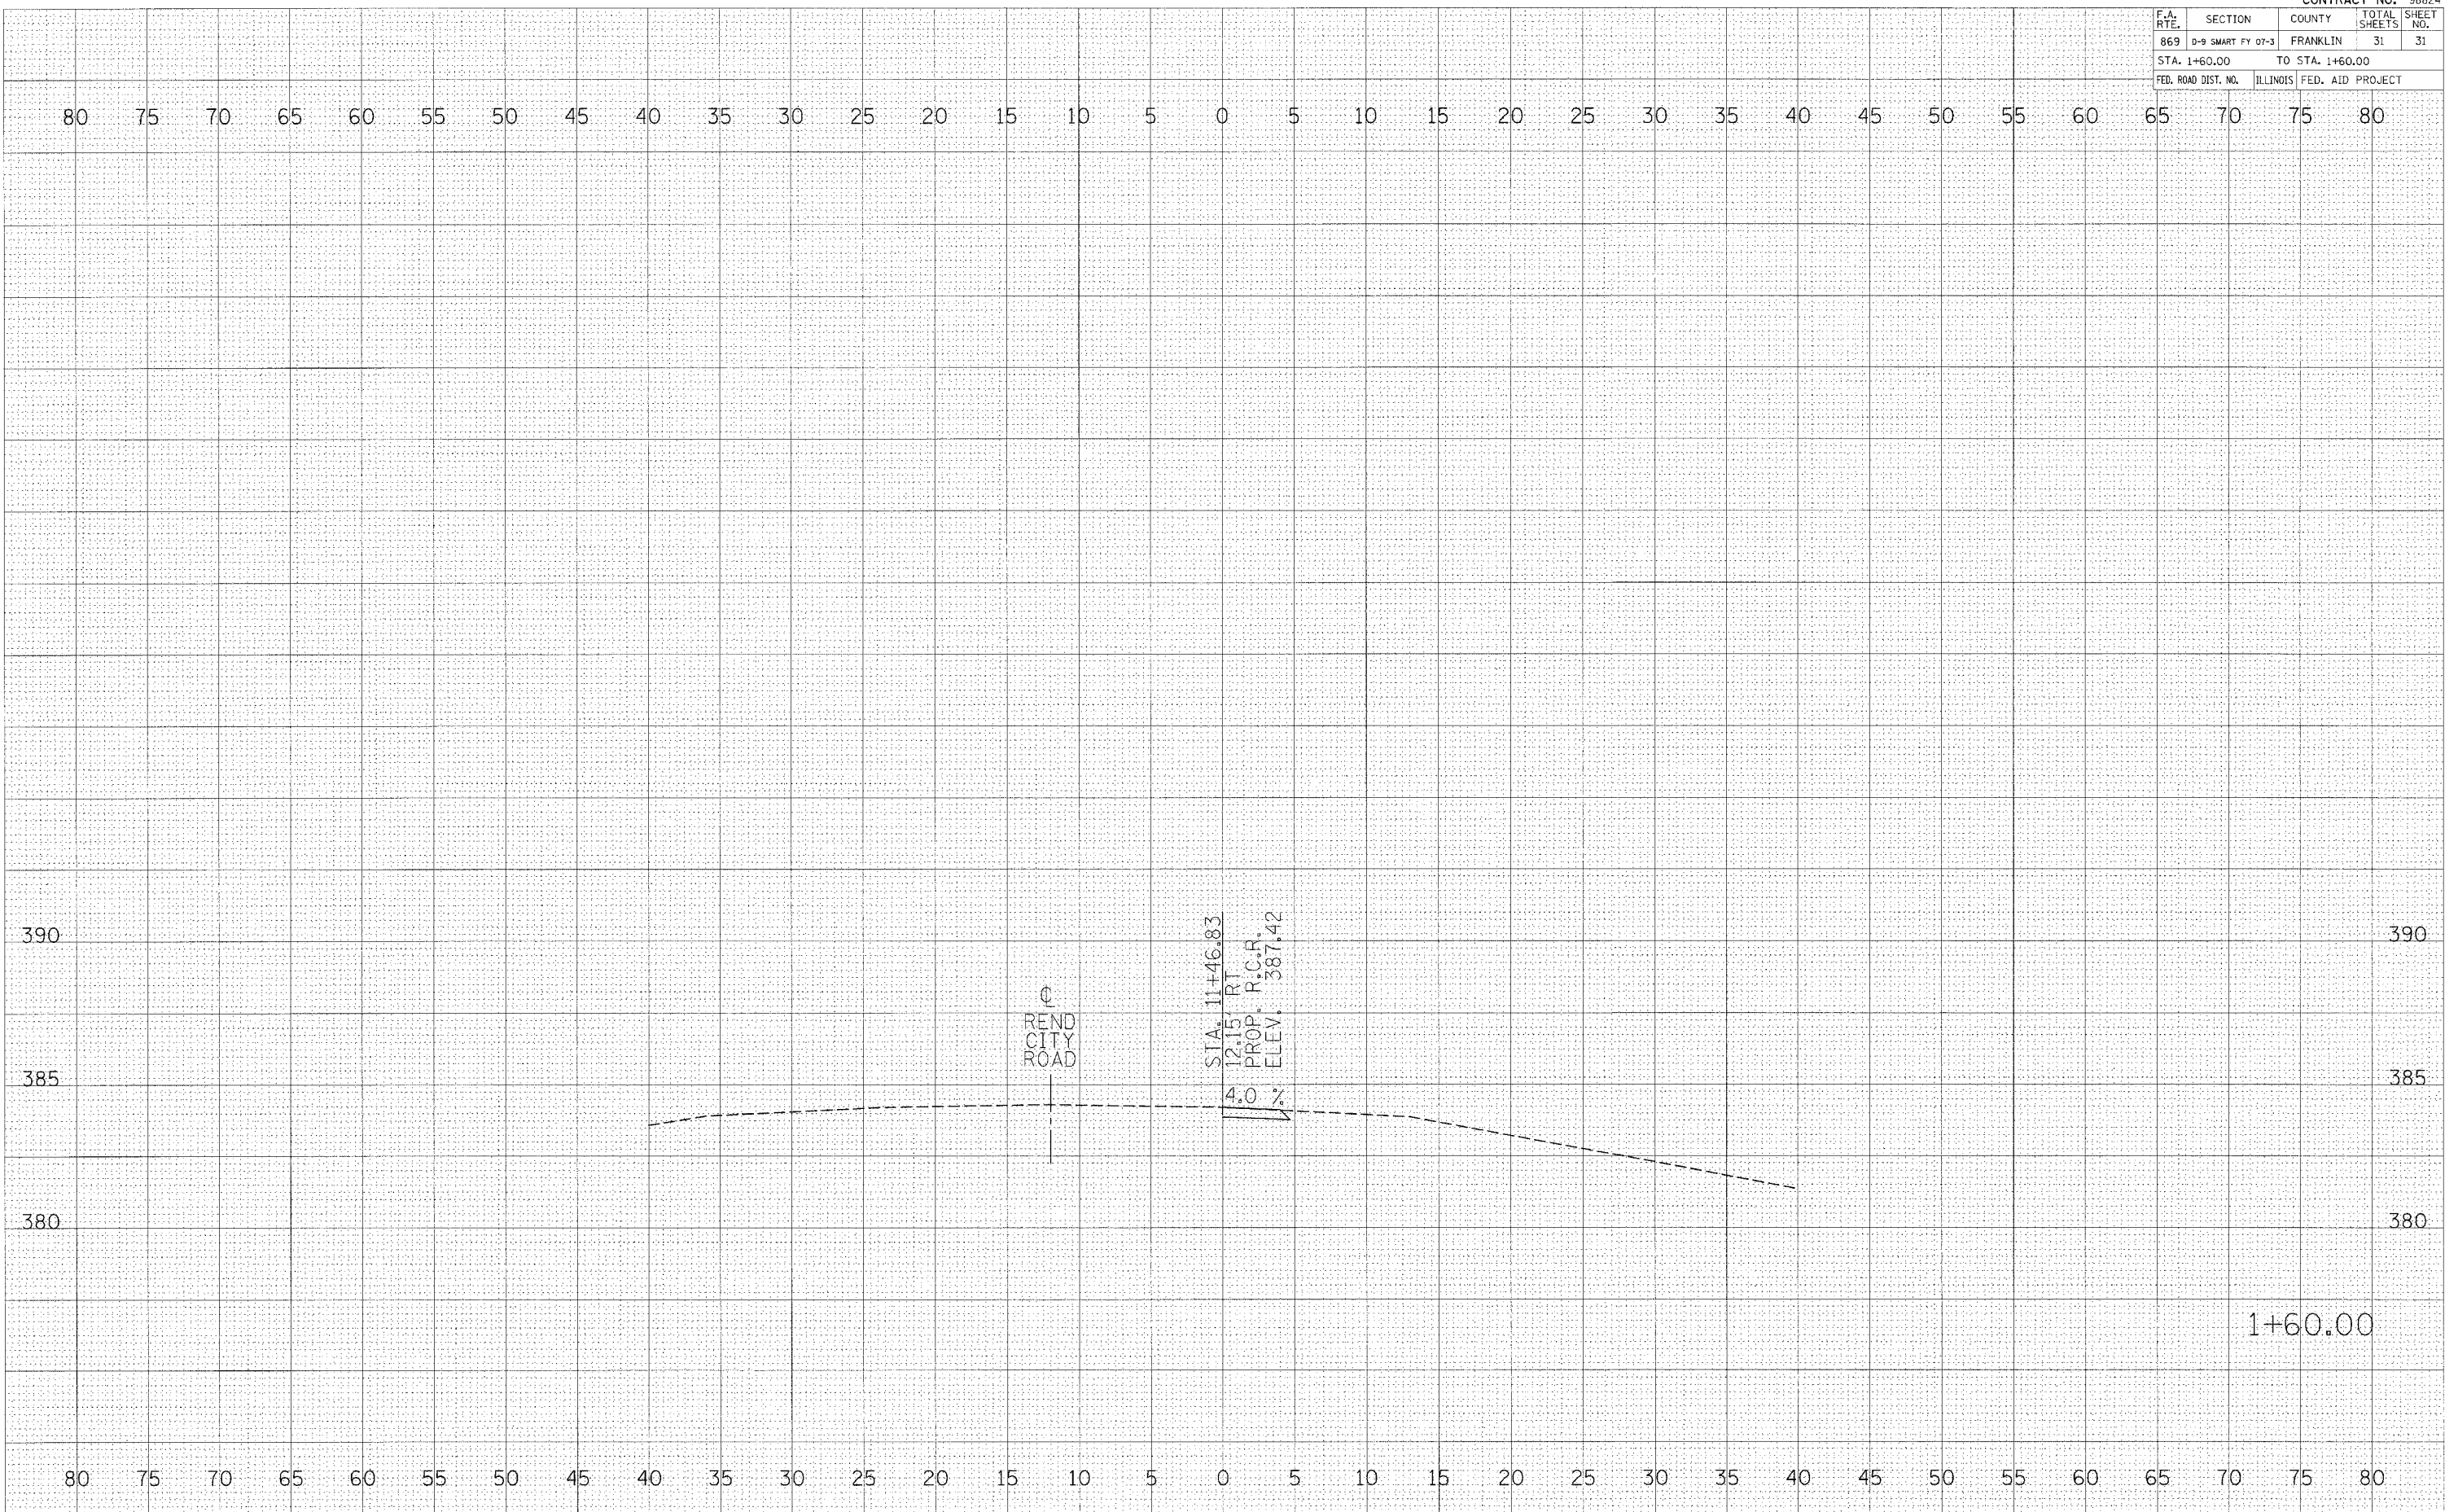 CONTRACT NO. 98824
F.A. RTE. SECTION COUNTY TOTAL SHEETS SHEET NO.
869 D-9 SMART FY 07-3 FRANKLIN 31 31
STA. 1+60.00 TO STA. 1+60.00
FED. ROAD DIST. NO. ILLINOIS FED. AID PROJECT
80 75 70 65 60 55 50 45 40 35 30 25 20 15 10 5 0 5 10 15 20 25 30 35 40 45 50 55 60 65 70 75 80
390 390
STA. 11+46.83
12.15' RT
PROP. R.C.R.
ELEV. 387.42
℄
REND
CITY
ROAD
385 385
4.0 %
380 380
1+60.00
80 75 70 65 60 55 50 45 40 35 30 25 20 15 10 5 0 5 10 15 20 25 30 35 40 45 50 55 60 65 70 75 80